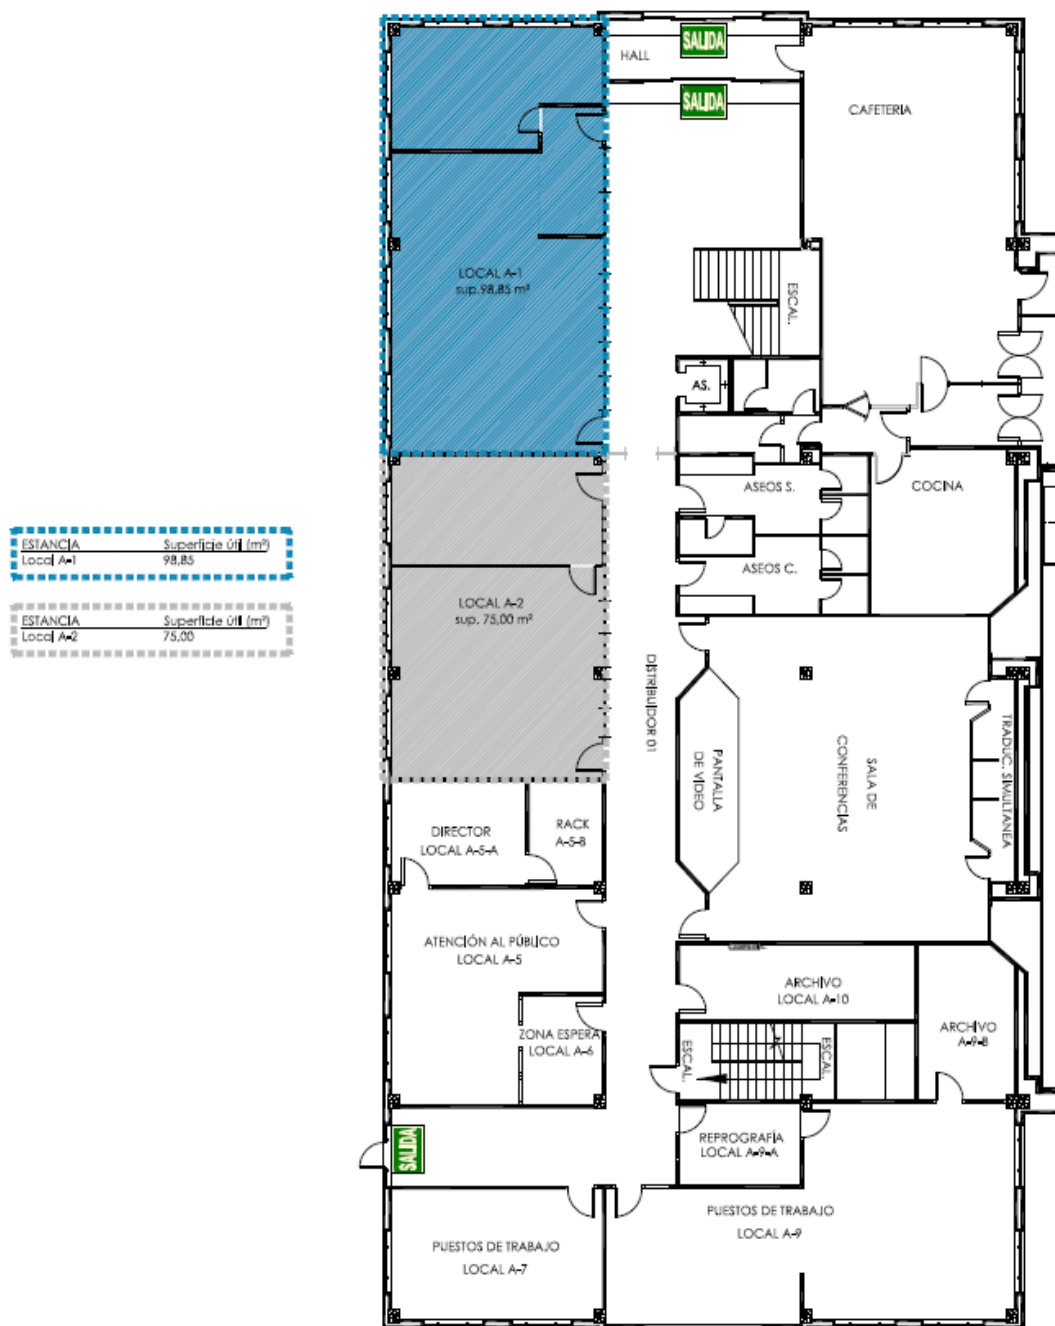 SALIDA
HALL
SALIDA
CAFETERIA
LOCAL A-1
sup.98,85 m²
ESCAL.
AS.
ASEOS S.
COCINA
ESTANCIA Superficie útil (m²)
Local A-1 98,85
ASEOS C.
LOCAL A-2
sup. 75,00 m²
ESTANCIA Superficie útil (m²)
Local A-2 75,00
DISTRIBUIDOR 01
PANTALLA
DE VÍDEO
SALA DE
CONFERENCIAS
TRADUC. SIMULTANEA
DIRECTOR
LOCAL A-5-A
RACK
A-5-B
ATENCIÓN AL PÚBLICO
LOCAL A-5
ARCHIVO
LOCAL A-10
ZONA ESPERA
LOCAL A-6
ESCAL.
ESCAL.
ARCHIVO
A-9-B
SALIDA
REPROGRAFÍA
LOCAL A-9-A
PUESTOS DE TRABAJO
LOCAL A-9
PUESTOS DE TRABAJO
LOCAL A-7